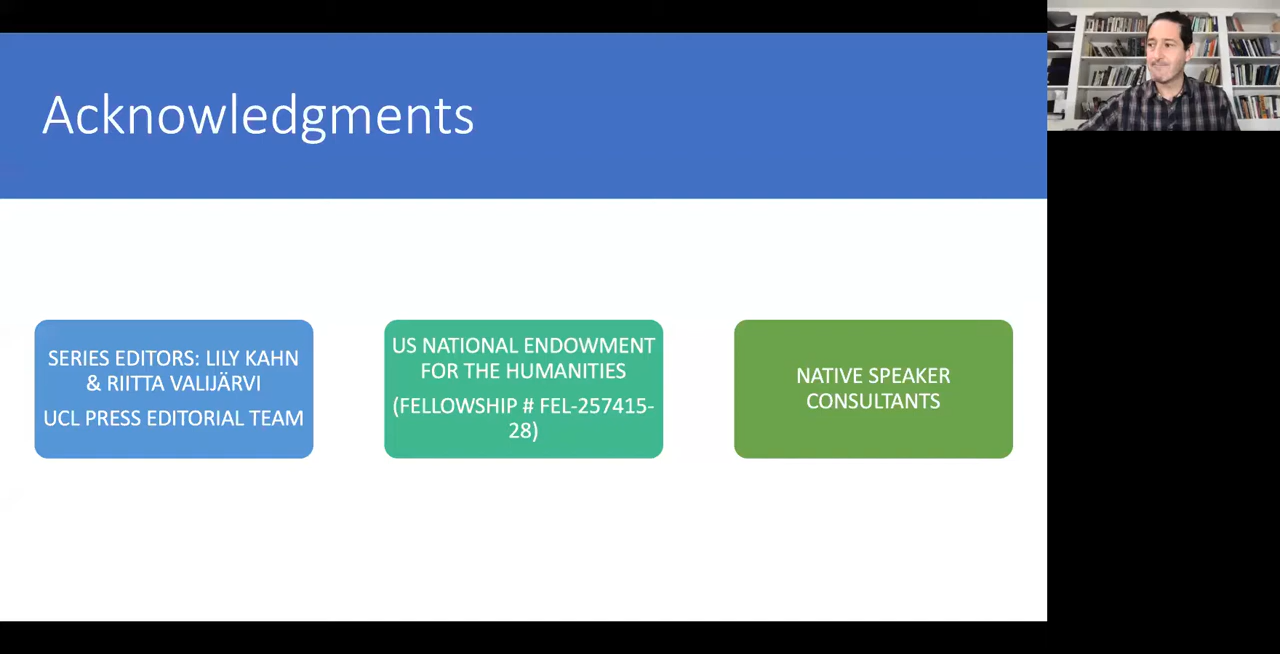 Acknowledgments
SERIES EDITORS: LILY KAHN
& RIITTA VALIJÄRVI
UCL PRESS EDITORIAL TEAM
US NATIONAL ENDOWMENT
FOR THE HUMANITIES
(FELLOWSHIP # FEL-257415-
28)
NATIVE SPEAKER
CONSULTANTS